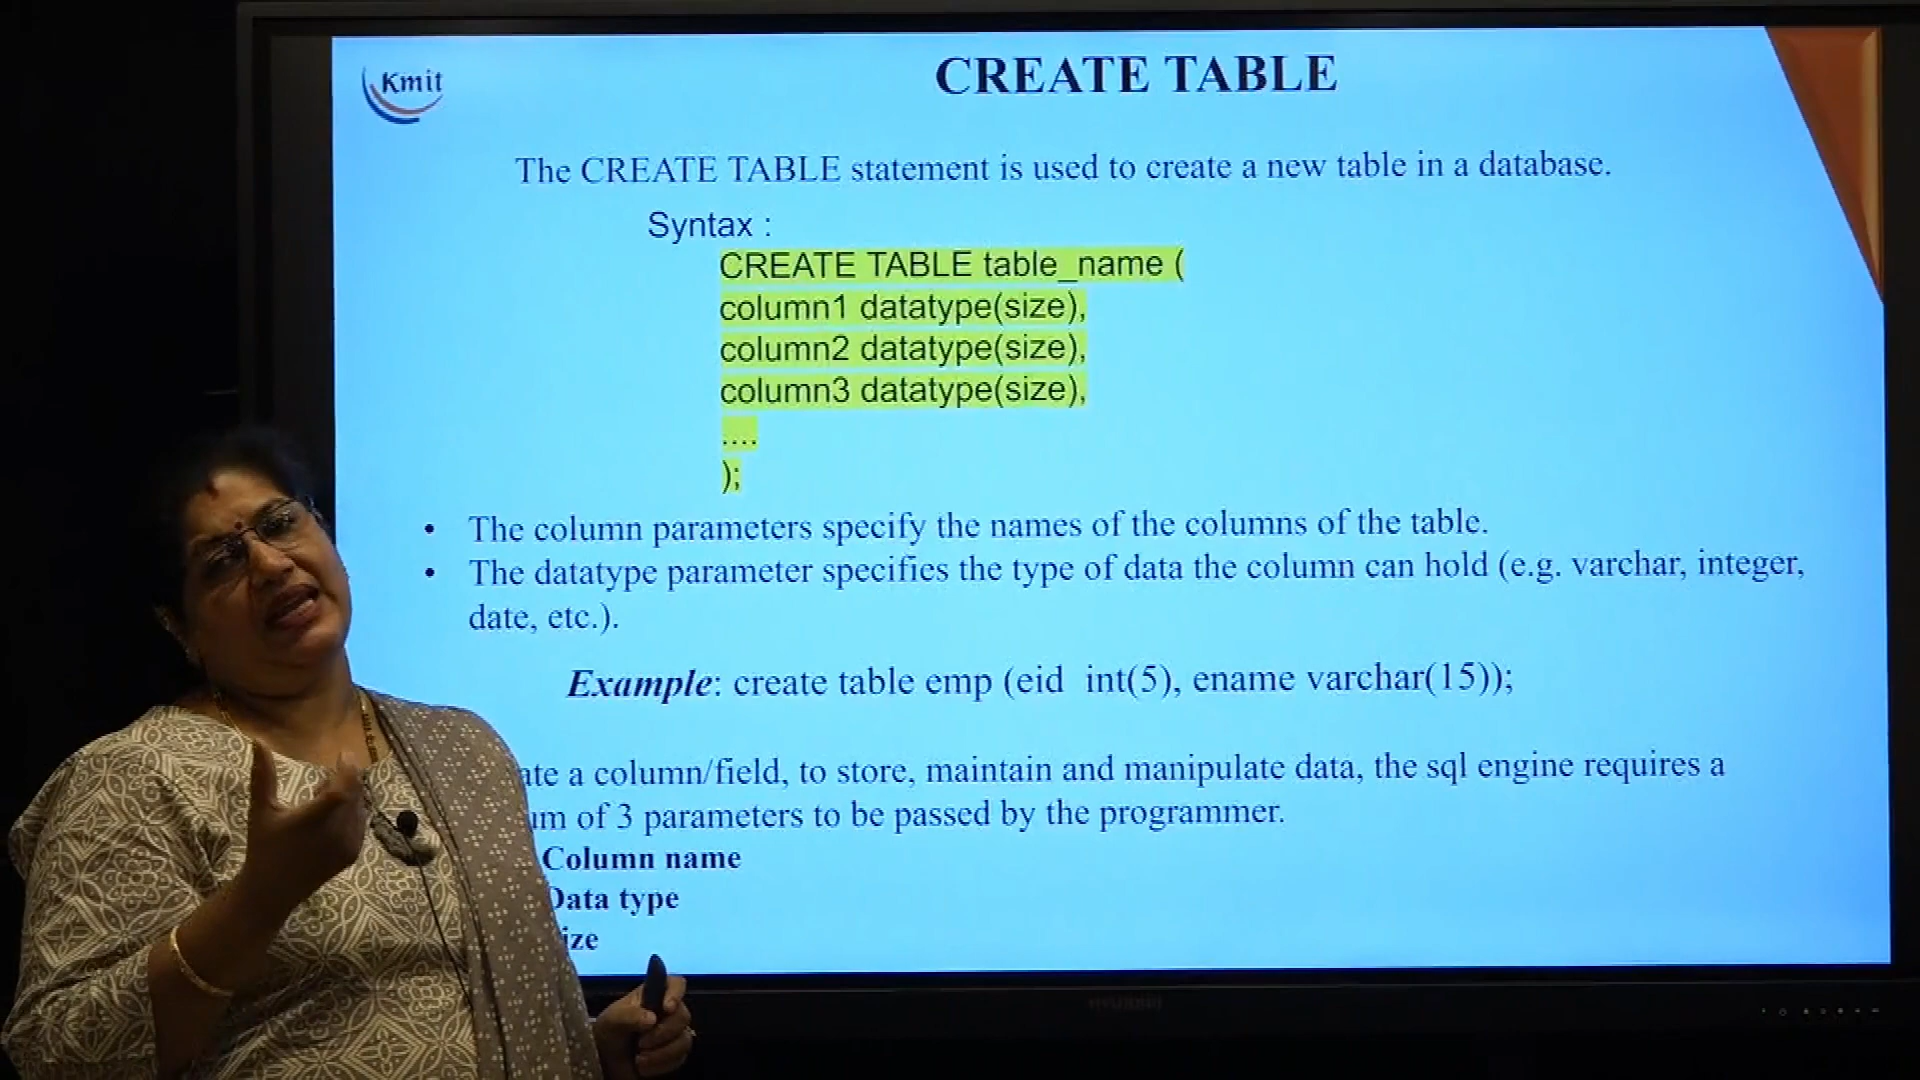 Kmit
CREATE TABLE
The CREATE TABLE statement is used to create a new table in a database.
Syntax :
CREATE TABLE table_name (
column1 datatype(size),
column2 datatype(size),
column3 datatype(size),
....
);
• The column parameters specify the names of the columns of the table.
• The datatype parameter specifies the type of data the column can hold (e.g. varchar, integer,
date, etc.).
Example: create table emp (eid int(5), ename varchar(15));
a column/field, to store, maintain and manipulate data, the sql engine requires a
of 3 parameters to be passed by the programmer.
Column name
Data type